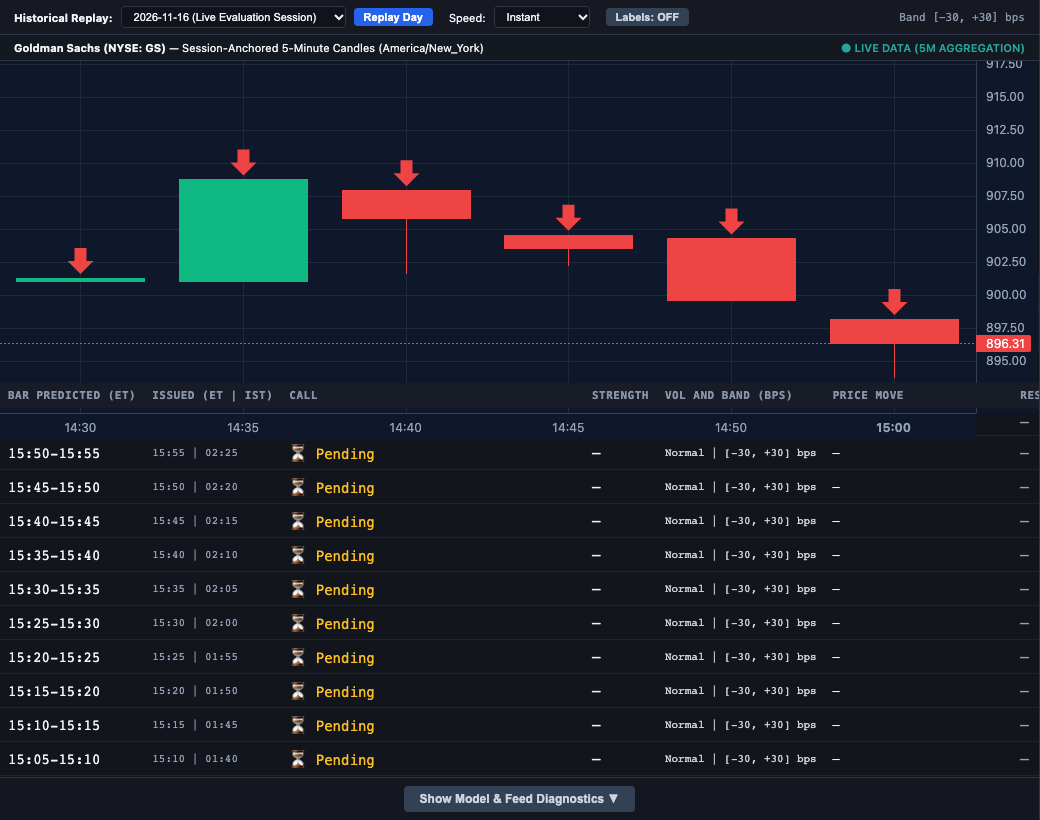 Historical Replay: 2026-11-16 (Live Evaluation Session) Replay Day Speed: Instant Labels: OFF Band [−30, +30] bps
Goldman Sachs (NYSE: GS) — Session-Anchored 5-Minute Candles (America/New_York) LIVE DATA (5M AGGREGATION)
917.50
915.00
912.50
910.00
907.50
905.00
902.50
900.00
897.50
896.31
895.00
BAR PREDICTED (ET) ISSUED (ET | IST) CALL STRENGTH VOL AND BAND (BPS) PRICE MOVE RES
—
14:30 14:35 14:40 14:45 14:50 15:00
15:50–15:55 15:55 | 02:25 ⏳ Pending — Normal | [-30, +30] bps — —
15:45–15:50 15:50 | 02:20 ⏳ Pending — Normal | [-30, +30] bps — —
15:40–15:45 15:45 | 02:15 ⏳ Pending — Normal | [-30, +30] bps — —
15:35–15:40 15:40 | 02:10 ⏳ Pending — Normal | [-30, +30] bps — —
15:30–15:35 15:35 | 02:05 ⏳ Pending — Normal | [-30, +30] bps — —
15:25–15:30 15:30 | 02:00 ⏳ Pending — Normal | [-30, +30] bps — —
15:20–15:25 15:25 | 01:55 ⏳ Pending — Normal | [-30, +30] bps — —
15:15–15:20 15:20 | 01:50 ⏳ Pending — Normal | [-30, +30] bps — —
15:10–15:15 15:15 | 01:45 ⏳ Pending — Normal | [-30, +30] bps — —
15:05–15:10 15:10 | 01:40 ⏳ Pending — Normal | [-30, +30] bps — —
Show Model & Feed Diagnostics ▼